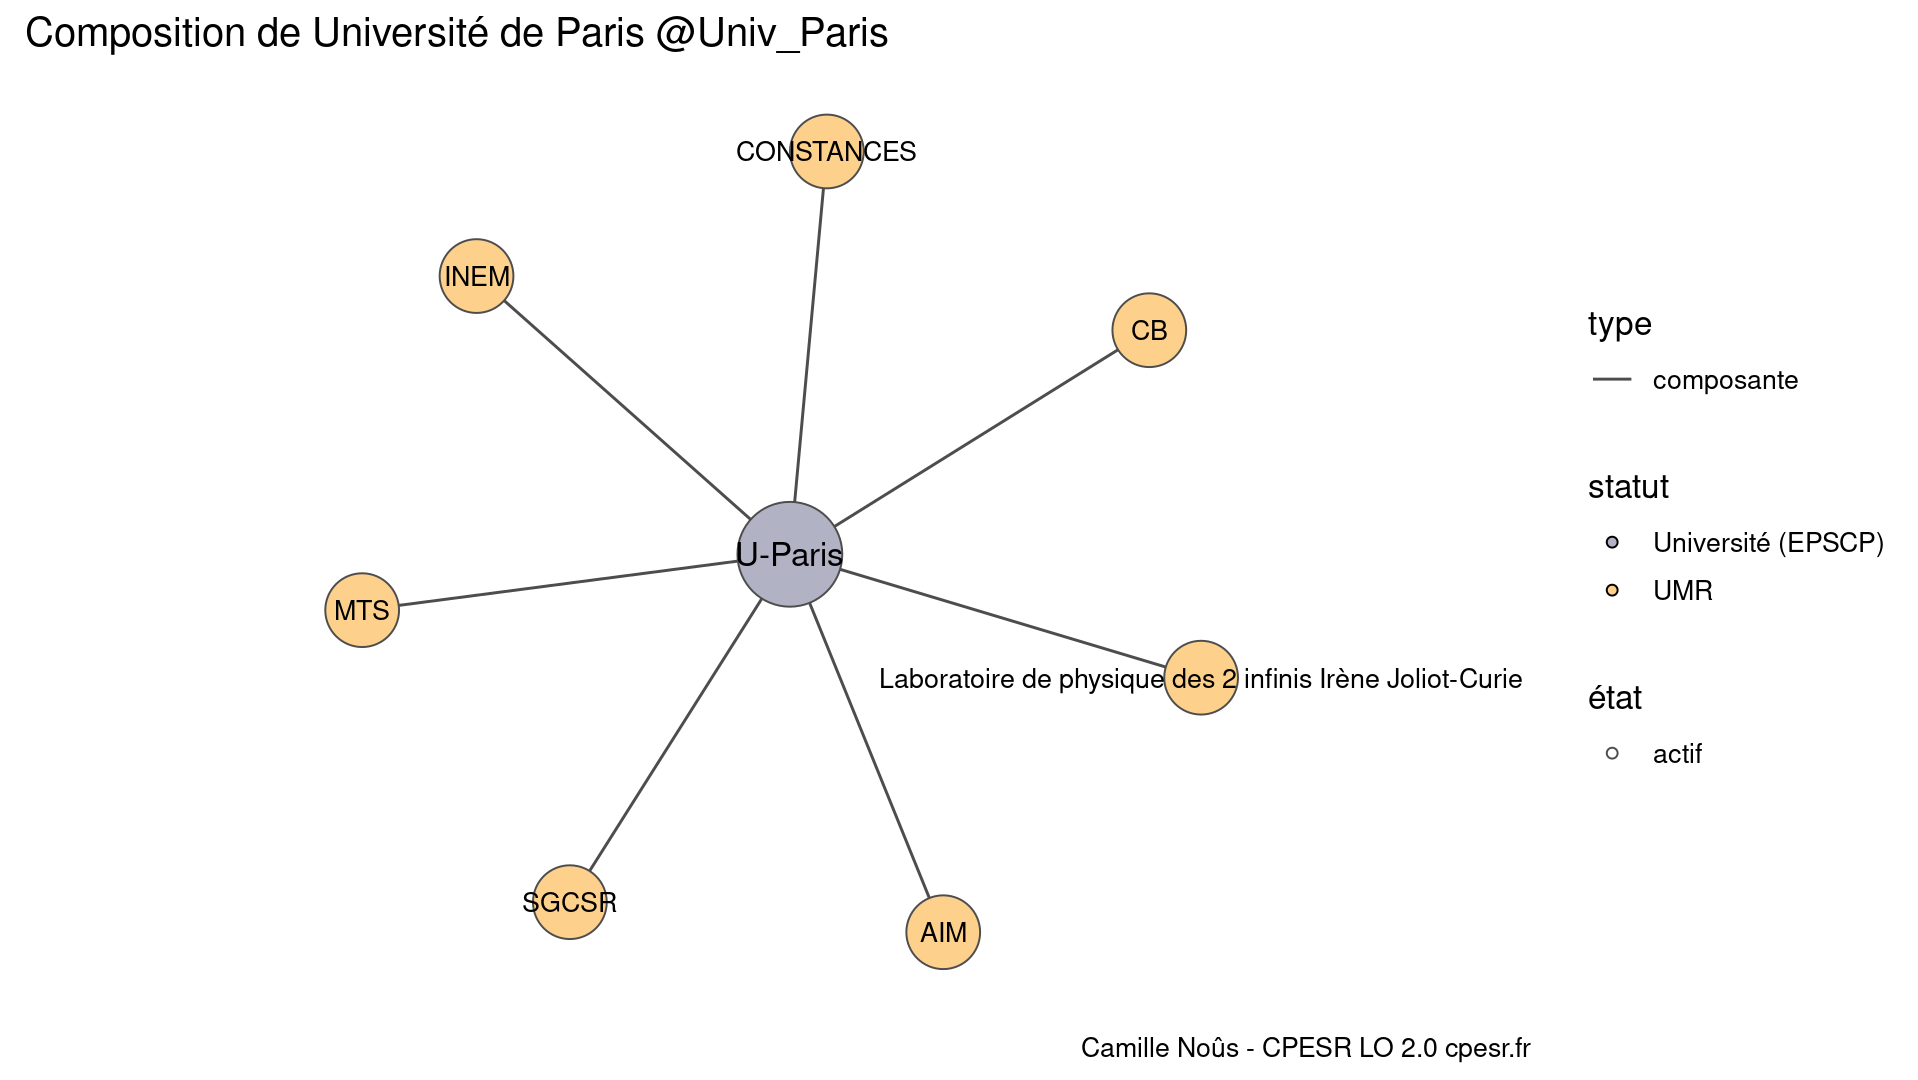 Composition de Université de Paris @Univ_Paris
CONSTANCES
INEM
CB
U-Paris
MTS
Laboratoire de physique des 2 infinis Irène Joliot-Curie
SGCSR
AIM
type
composante
statut
Université (EPSCP)
UMR
état
actif
Camille Noûs - CPESR LO 2.0 cpesr.fr